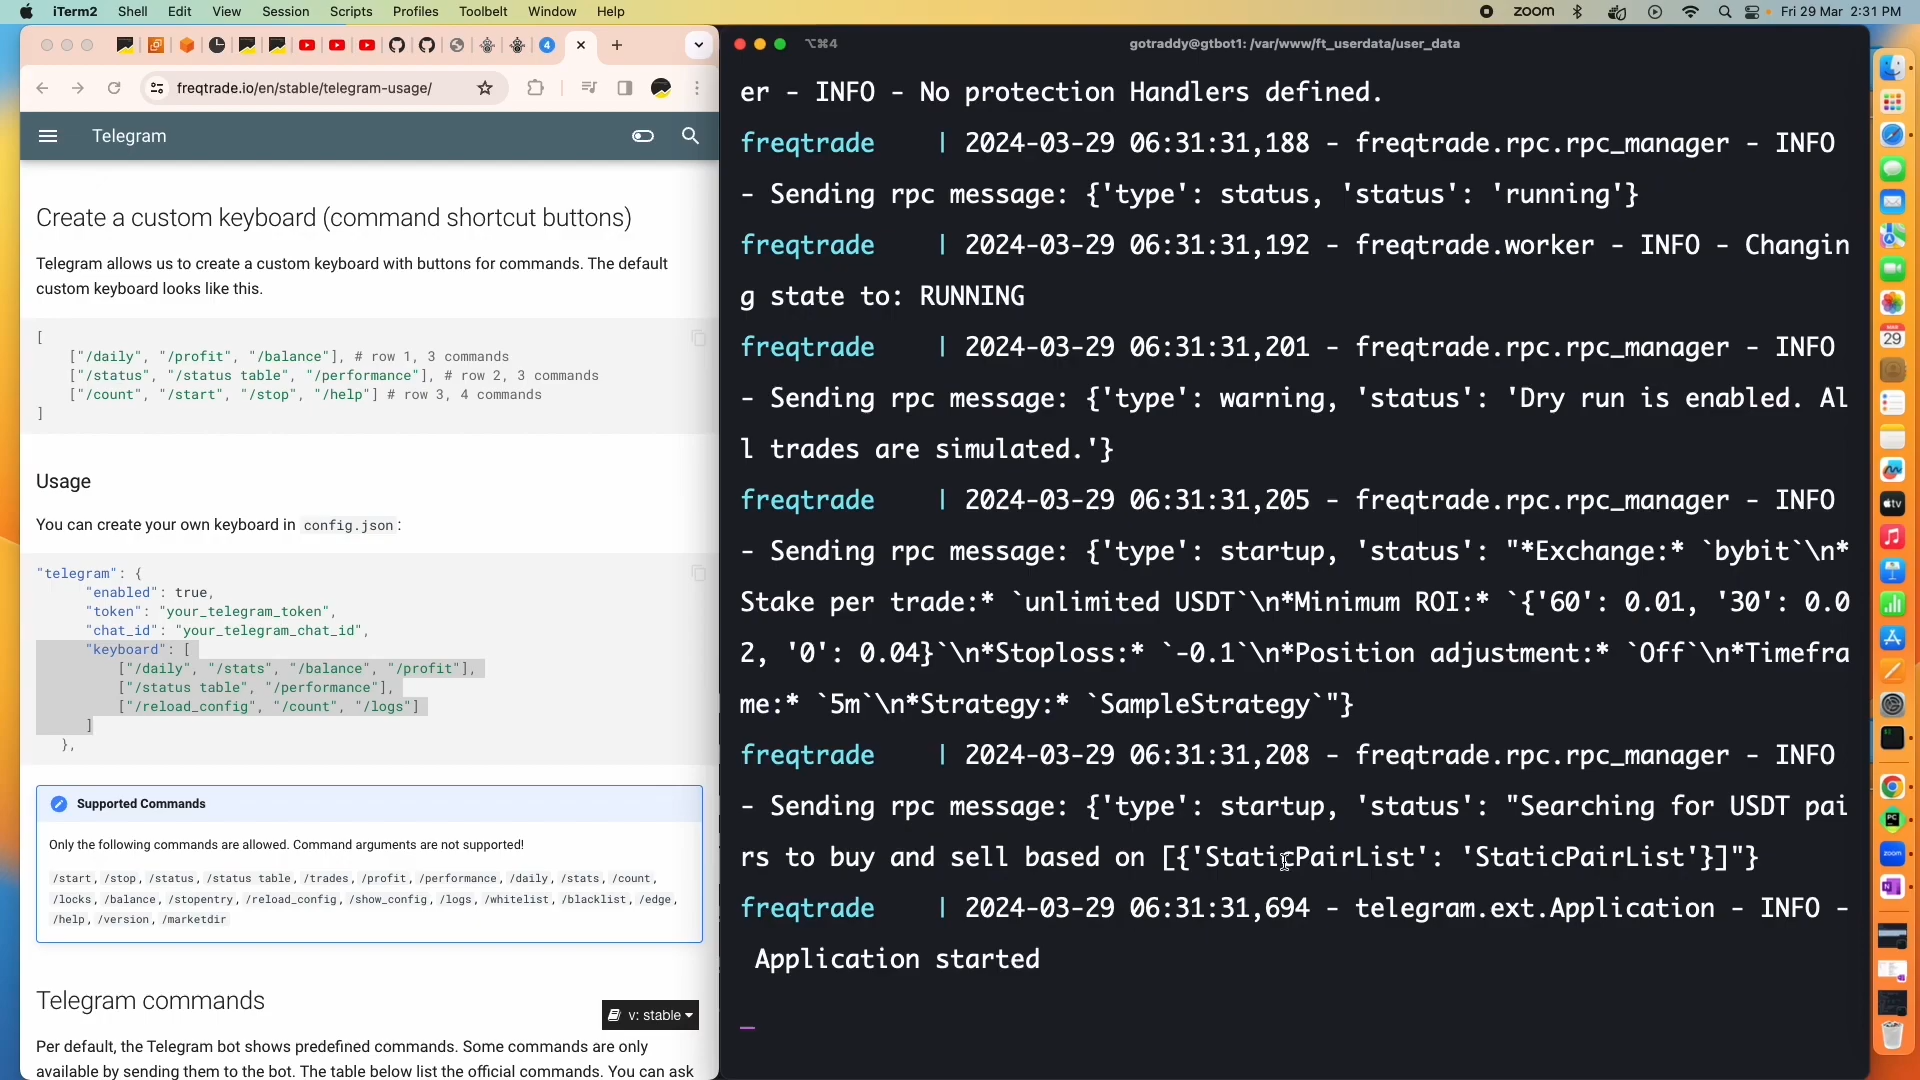 iTerm2 Shell Edit View Session Scripts Profiles Toolbelt Window Help
zoom Fri 29 Mar 2:31 PM
freqtrade.io/en/stable/telegram-usage/
Telegram
Create a custom keyboard (command shortcut buttons)
Telegram allows us to create a custom keyboard with buttons for commands. The default
custom keyboard looks like this.
[
["/daily", "/profit", "/balance"], # row 1, 3 commands
["/status", "/status table", "/performance"], # row 2, 3 commands
["/count", "/start", "/stop", "/help"] # row 3, 4 commands
]
Usage
You can create your own keyboard in config.json:
"telegram": {
"enabled": true,
"token": "your_telegram_token",
"chat_id": "your_telegram_chat_id",
"keyboard": [
["/daily", "/stats", "/balance", "/profit"],
["/status table", "/performance"],
["/reload_config", "/count", "/logs"]
]
},
Supported Commands
Only the following commands are allowed. Command arguments are not supported!
/start, /stop, /status, /status table, /trades, /profit, /performance, /daily, /stats, /count,
/locks, /balance, /stopentry, /reload_config, /show_config, /logs, /whitelist, /blacklist, /edge,
/help, /version, /marketdir
Telegram commands
v: stable
Per default, the Telegram bot shows predefined commands. Some commands are only
available by sending them to the bot. The table below list the official commands. You can ask
⌥⌘4
gotraddy@gtbot1: /var/www/ft_userdata/user_data
er - INFO - No protection Handlers defined.
freqtrade | 2024-03-29 06:31:31,188 - freqtrade.rpc.rpc_manager - INFO
- Sending rpc message: {'type': status, 'status': 'running'}
freqtrade | 2024-03-29 06:31:31,192 - freqtrade.worker - INFO - Changin
g state to: RUNNING
freqtrade | 2024-03-29 06:31:31,201 - freqtrade.rpc.rpc_manager - INFO
- Sending rpc message: {'type': warning, 'status': 'Dry run is enabled. Al
l trades are simulated.'}
freqtrade | 2024-03-29 06:31:31,205 - freqtrade.rpc.rpc_manager - INFO
- Sending rpc message: {'type': startup, 'status': "*Exchange:* `bybit`\n*
Stake per trade:* `unlimited USDT`\n*Minimum ROI:* `{'60': 0.01, '30': 0.0
2, '0': 0.04}`\n*Stoploss:* `-0.1`\n*Position adjustment:* `Off`\n*Timefra
me:* `5m`\n*Strategy:* `SampleStrategy`"}
freqtrade | 2024-03-29 06:31:31,208 - freqtrade.rpc.rpc_manager - INFO
- Sending rpc message: {'type': startup, 'status': "Searching for USDT pai
rs to buy and sell based on [{'StaticPairList': 'StaticPairList'}]"}
freqtrade | 2024-03-29 06:31:31,694 - telegram.ext.Application - INFO -
Application started